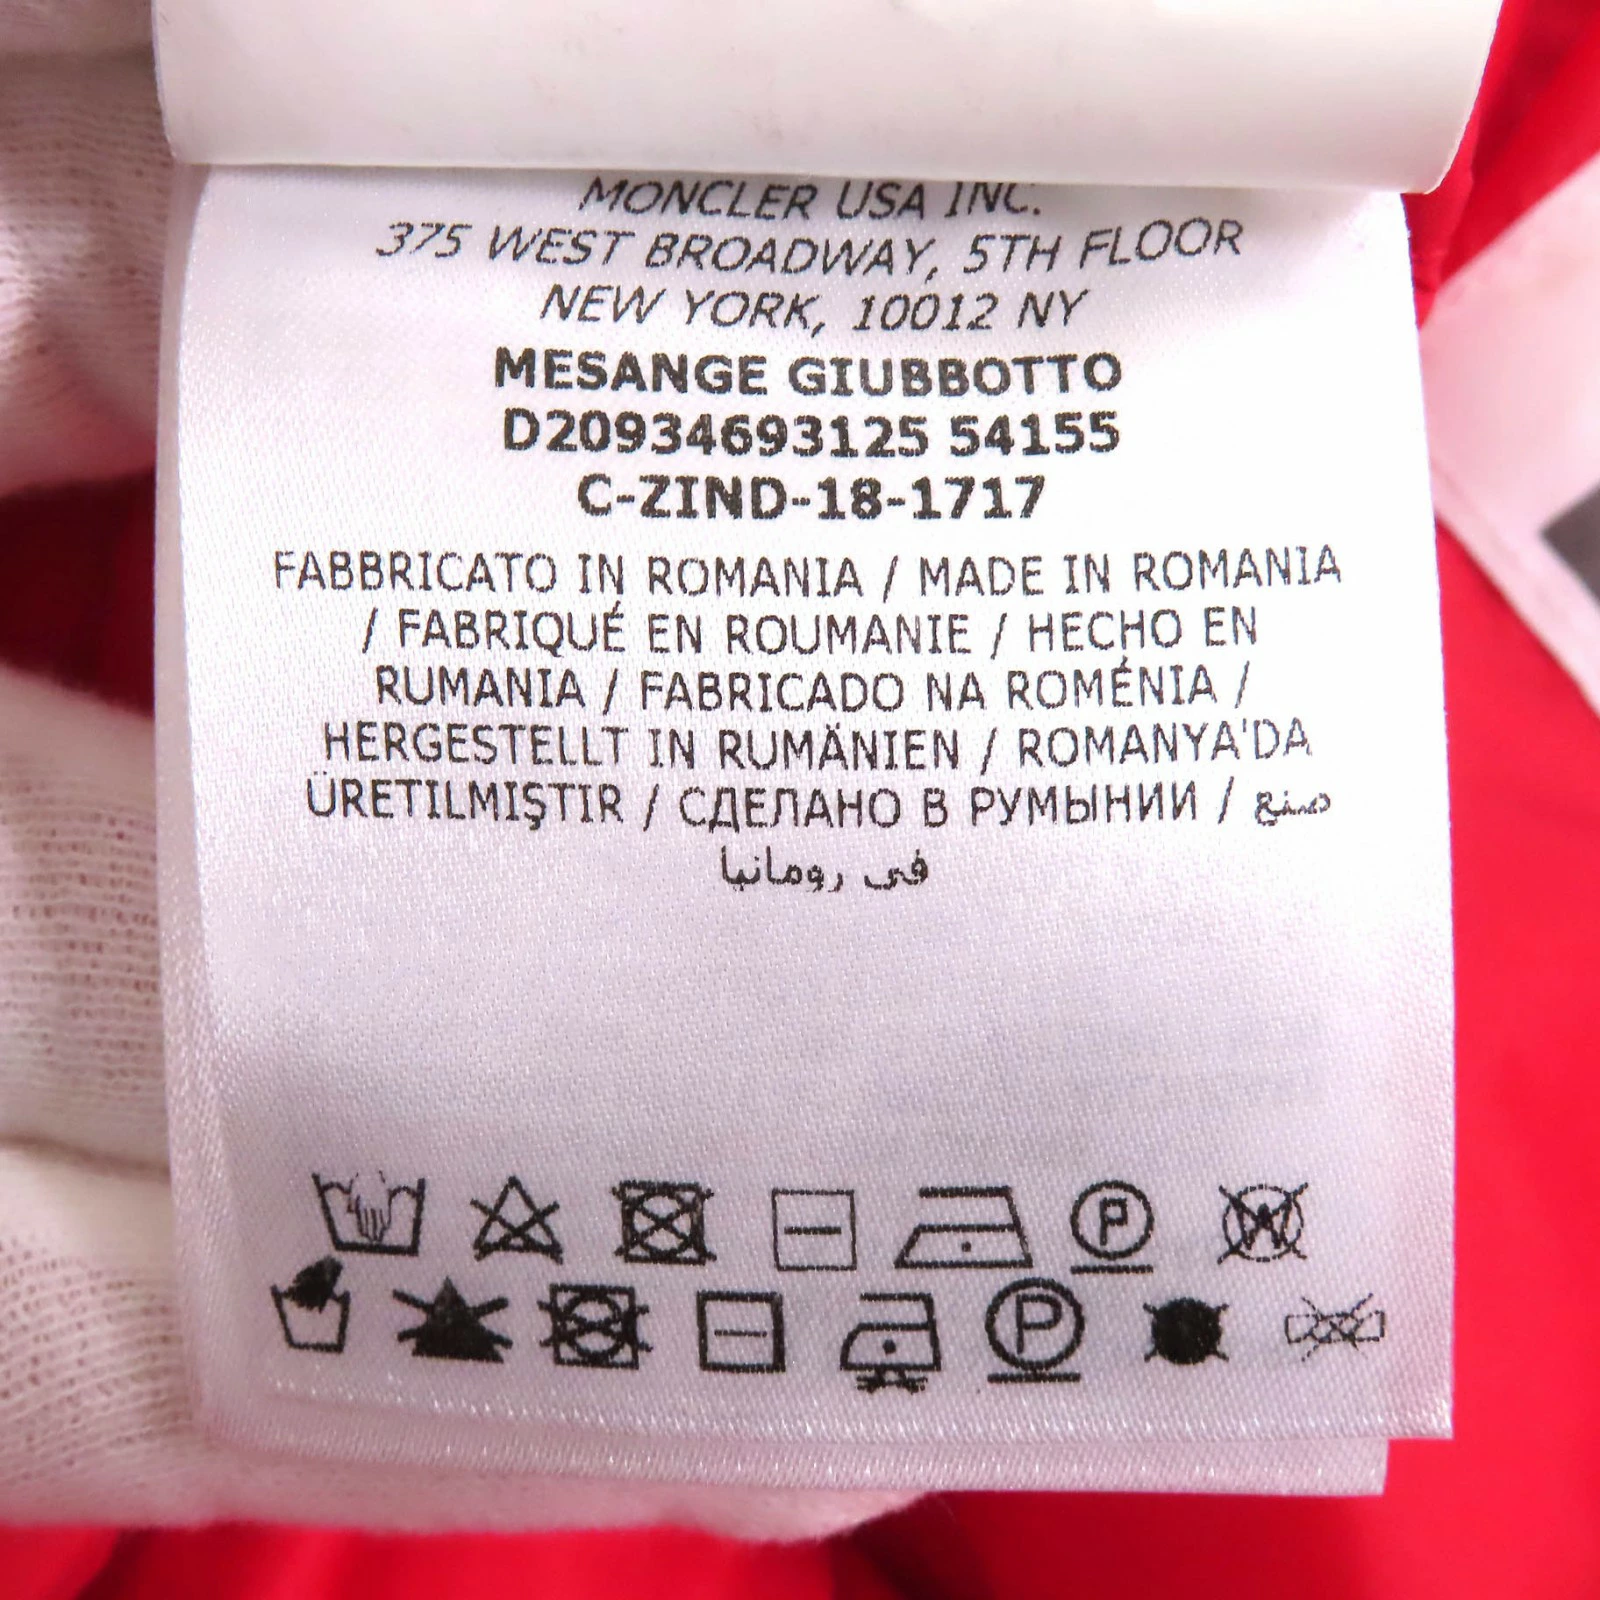 MONCLER USA INC.
375 WEST BROADWAY, 5TH FLOOR
NEW YORK, 10012 NY
MESANGE GIUBBOTTO
D20934693125 54155
C-ZIND-18-1717
FABBRICATO IN ROMANIA / MADE IN ROMANIA
/ FABRIQUÉ EN ROUMANIE / HECHO EN
RUMANIA / FABRICADO NA ROMÉNIA /
HERGESTELLT IN RUMÄNIEN / ROMANYA'DA
ÜRETILMIŞTIR / СДЕЛАНО В РУМЫНИИ / صنع
في رومانيا
P W
P